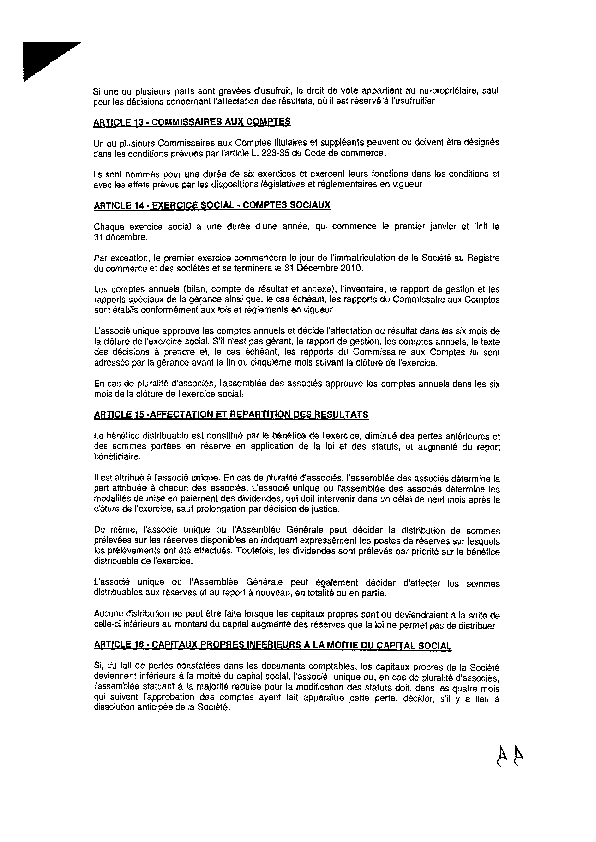 Si une ou plusieurs parts sont grevées d'usufruit, le droit de vote appartient au nu-propriétaire, sauf
pour les décisions concernant l'affectation des résultats, où il est réservé à l'usufruitier
ARTICLE 13 - COMMISSAIRES AUX COMPTES
Un ou plusieurs Commissaires aux Comptes titulaires et suppléants peuvent ou doivent être désignés
dans les conditions prévues par l'article L. 223-35 du Code de commerce.
Ils sont nommés pour une durée de six exercices et exercent leurs fonctions dans les conditions et
avec les effets prévus par les dispositions législatives et réglementaires en vigueur
ARTICLE 14 - EXERCICE SOCIAL - COMPTES SOCIAUX
Chaque exercice social a une durée d'une année, qui commence le premier janvier et finit le
31 décembre.
Par exception, le premier exercice commencera le jour de l'immatriculation de la Société au Registre
du commerce et des sociétés et se terminera le 31 Décembre 2010.
Les comptes annuels (bilan, compte de résultat et annexe), l'inventaire, le rapport de gestion et les
rapports spéciaux de la gérance ainsi que, le cas échéant, les rapports du Commissaire aux Comptes
sont établis conformément aux lois et règlements en vigueur
L'associé unique approuve les comptes annuels et décide l'affectation du résultat dans les six mois de
la clôture de l'exercice social. S'il n'est pas gérant, le rapport de gestion, les comptes annuels, le texte
des décisions à prendre et, le cas échéant, les rapports du Commissaire aux Comptes lui sont
adressés par la gérance avant la fin du cinquième mois suivant la clôture de l'exercice.
En cas de pluralité d'associés, l'assemblée des associés approuve les comptes annuels dans les six
mois de la clôture de l'exercice social.
ARTICLE 15 -AFFECTATION ET REPARTITION DES RESULTATS
Le bénéfice distribuable est constitué par le bénéfice de l'exercice, diminué des pertes antérieures et
des sommes portées en réserve en application de la loi et des statuts, et augmenté du report
bénéficiaire.
Il est attribué à l'associé unique. En cas de pluralité d'associés, l'assemblée des associés détermine la
part attribuée à chacun des associés. L'associé unique ou l'assemblée des associés détermine les
modalités de mise en paiement des dividendes, qui doit intervenir dans un délai de neuf mois après la
clôture de l'exercice, sauf prolongation par décision de justice.
De même, l'associé unique ou l'Assemblée Générale peut décider la distribution de sommes
prélevées sur les réserves disponibles en indiquant expressément les postes de réserves sur lesquels
les prélèvements ont été effectués. Toutefois, les dividendes sont prélevés par priorité sur le bénéfice
distribuable de l'exercice.
L'associé unique ou l'Assemblée Générale peut également décider d'affecter les sommes
distribuables aux réserves et au report à nouveau, en totalité ou en partie.
Aucune distribution ne peut être faite lorsque les capitaux propres sont ou deviendraient à la suite de
celle-ci inférieurs au montant du capital augmenté des réserves que la loi ne permet pas de distribuer
ARTICLE 16 - CAPITAUX PROPRES INFERIEURS A LA MOITIE DU CAPITAL SOCIAL
Si, du fait de pertes constatées dans les documents comptables, les capitaux propres de la Société
deviennent inférieurs à la moitié du capital social, l'associé unique ou, en cas de pluralité d'associés,
l'assemblée statuant à la majorité requise pour la modification des statuts doit, dans les quatre mois
qui suivent l'approbation des comptes ayant fait apparaître cette perte, décider, s'il y a lieu à
dissolution anticipée de la Société.